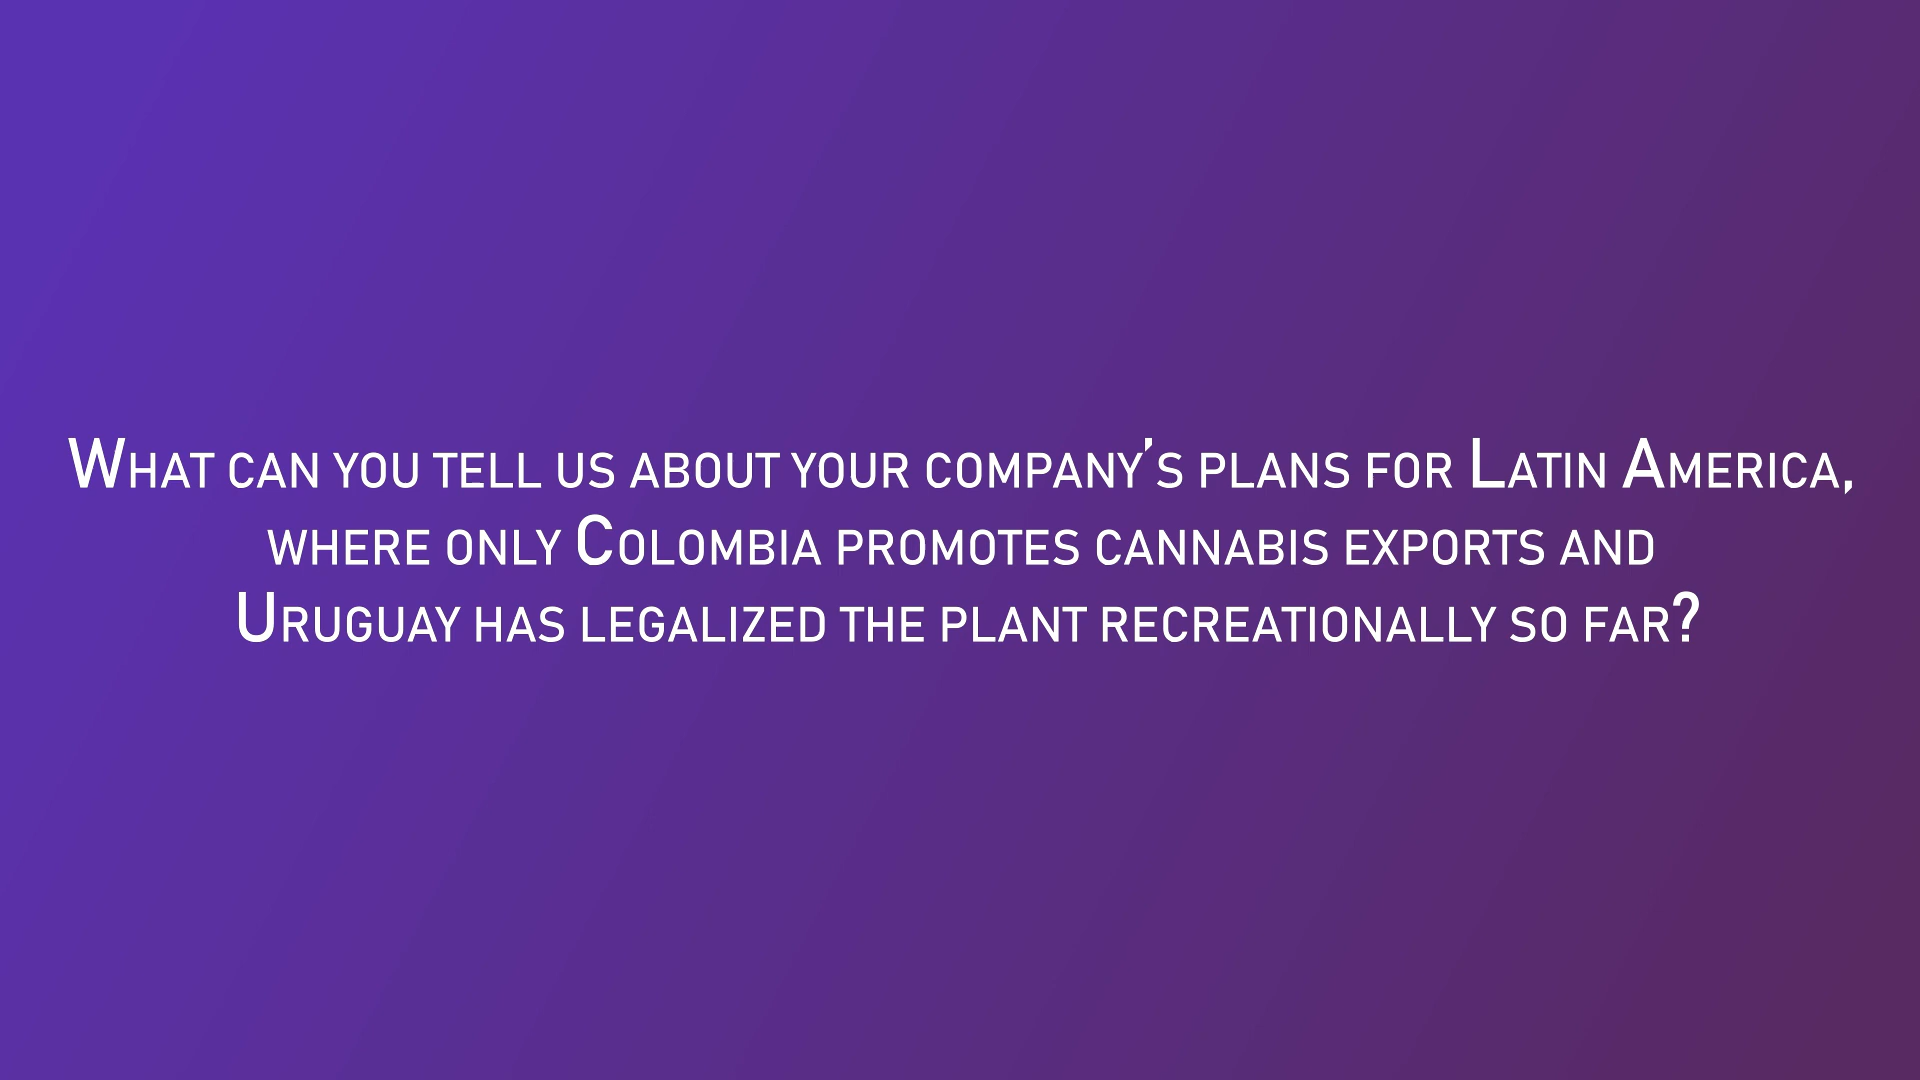 What can you tell us about your company's plans for Latin America,
where only Colombia promotes cannabis exports and
Uruguay has legalized the plant recreationally so far?